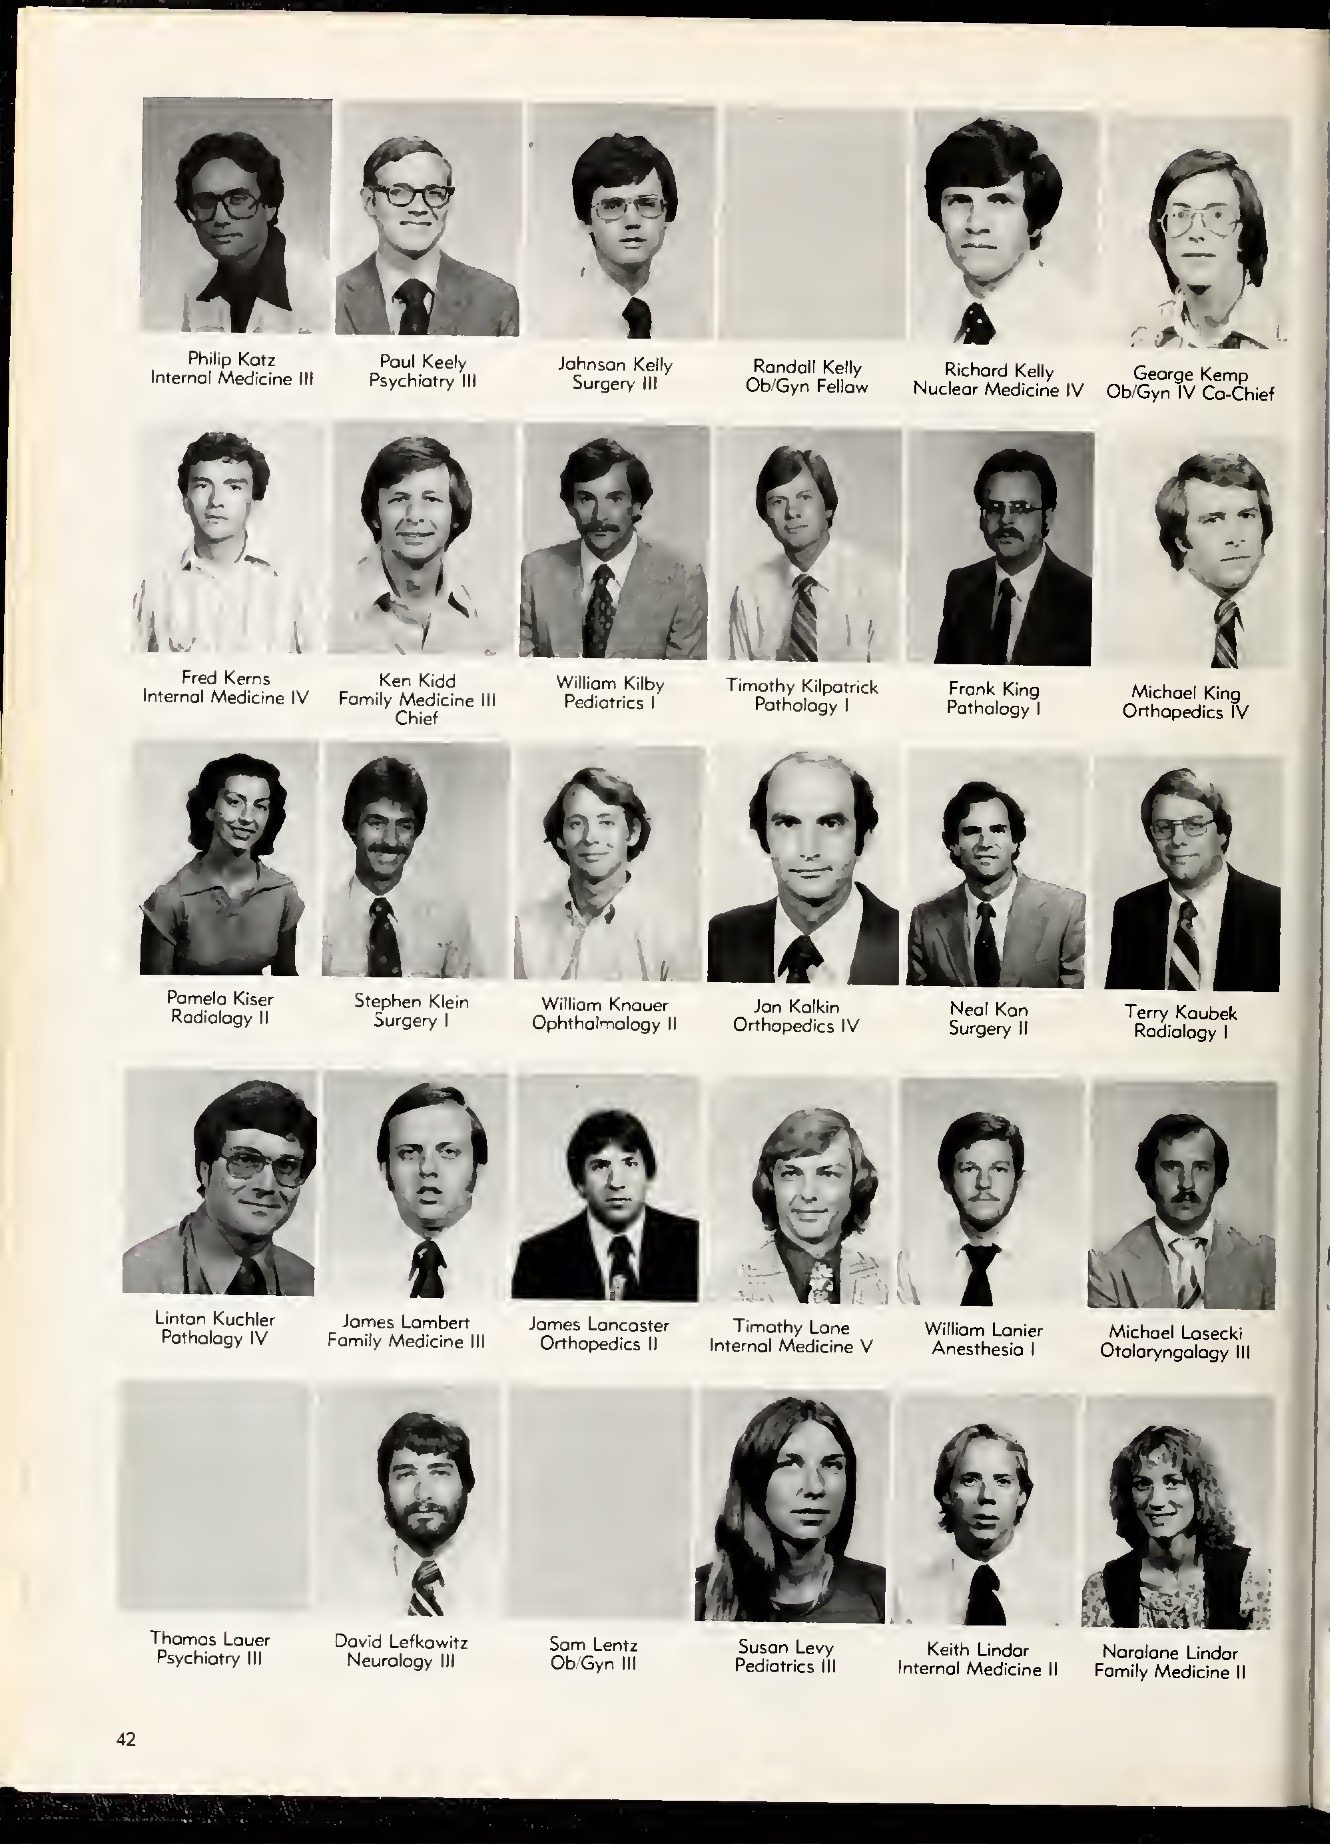 Philip Katz
Internal Medicine III
Paul Keely
Psychiatry III
Johnson Kelly
Surgery III
Randall Kelly
Ob/Gyn Fellow
Richard Kelly
Nuclear Medicine IV
George Kemp
Ob/Gyn IV Co-Chief
Fred Kerns
Internal Medicine IV
Ken Kidd
Family Medicine III
Chief
William Kilby
Pediatrics I
Timothy Kilpatrick
Pathology I
Frank King
Pathology I
Michael King
Orthopedics IV
Pamela Kiser
Radiology II
Stephen Klein
Surgery I
William Knauer
Ophthalmology II
Jon Kolkin
Orthopedics IV
Neal Kon
Surgery II
Terry Koubek
Radiology I
Linton Kuchler
Pathology IV
James Lambert
Family Medicine III
James Lancaster
Orthopedics II
Timothy Lane
Internal Medicine V
William Lanier
Anesthesia I
Michael Lasecki
Otolaryngology III
Thomas Lauer
Psychiatry III
David Lefkowitz
Neurology III
Sam Lentz
Ob/Gyn III
Susan Levy
Pediatrics III
Keith Lindor
Internal Medicine II
Noralane Lindor
Family Medicine II
42